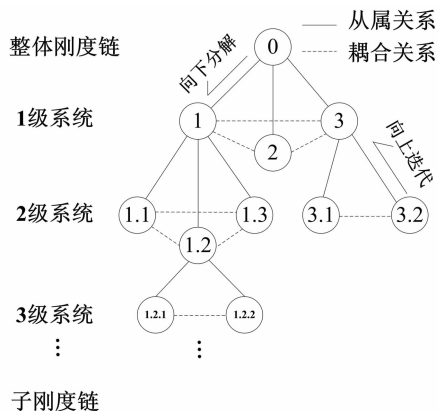 整体刚度链
0
从属关系
耦合关系
向下分解
1级系统
1
2
3
向上迭代
2级系统
1.1
1.2
1.3
3.1
3.2
3级系统
1.2.1
1.2.2
⋮
⋮
子刚度链